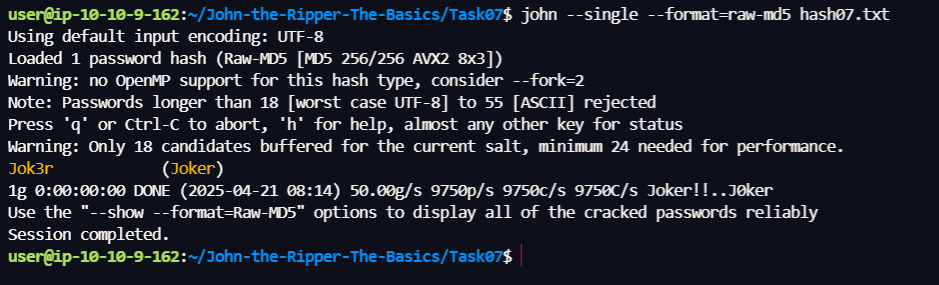 user@ip-10-10-9-162:~/John-the-Ripper-The-Basics/Task07$ john --single --format=raw-md5 hash07.txt
Using default input encoding: UTF-8
Loaded 1 password hash (Raw-MD5 [MD5 256/256 AVX2 8x3])
Warning: no OpenMP support for this hash type, consider --fork=2
Note: Passwords longer than 18 [worst case UTF-8] to 55 [ASCII] rejected
Press 'q' or Ctrl-C to abort, 'h' for help, almost any other key for status
Warning: Only 18 candidates buffered for the current salt, minimum 24 needed for performance.
Jok3r            (Joker)
1g 0:00:00:00 DONE (2025-04-21 08:14) 50.00g/s 9750p/s 9750c/s 9750C/s Joker!!..J0ker
Use the "--show --format=Raw-MD5" options to display all of the cracked passwords reliably
Session completed.
user@ip-10-10-9-162:~/John-the-Ripper-The-Basics/Task07$